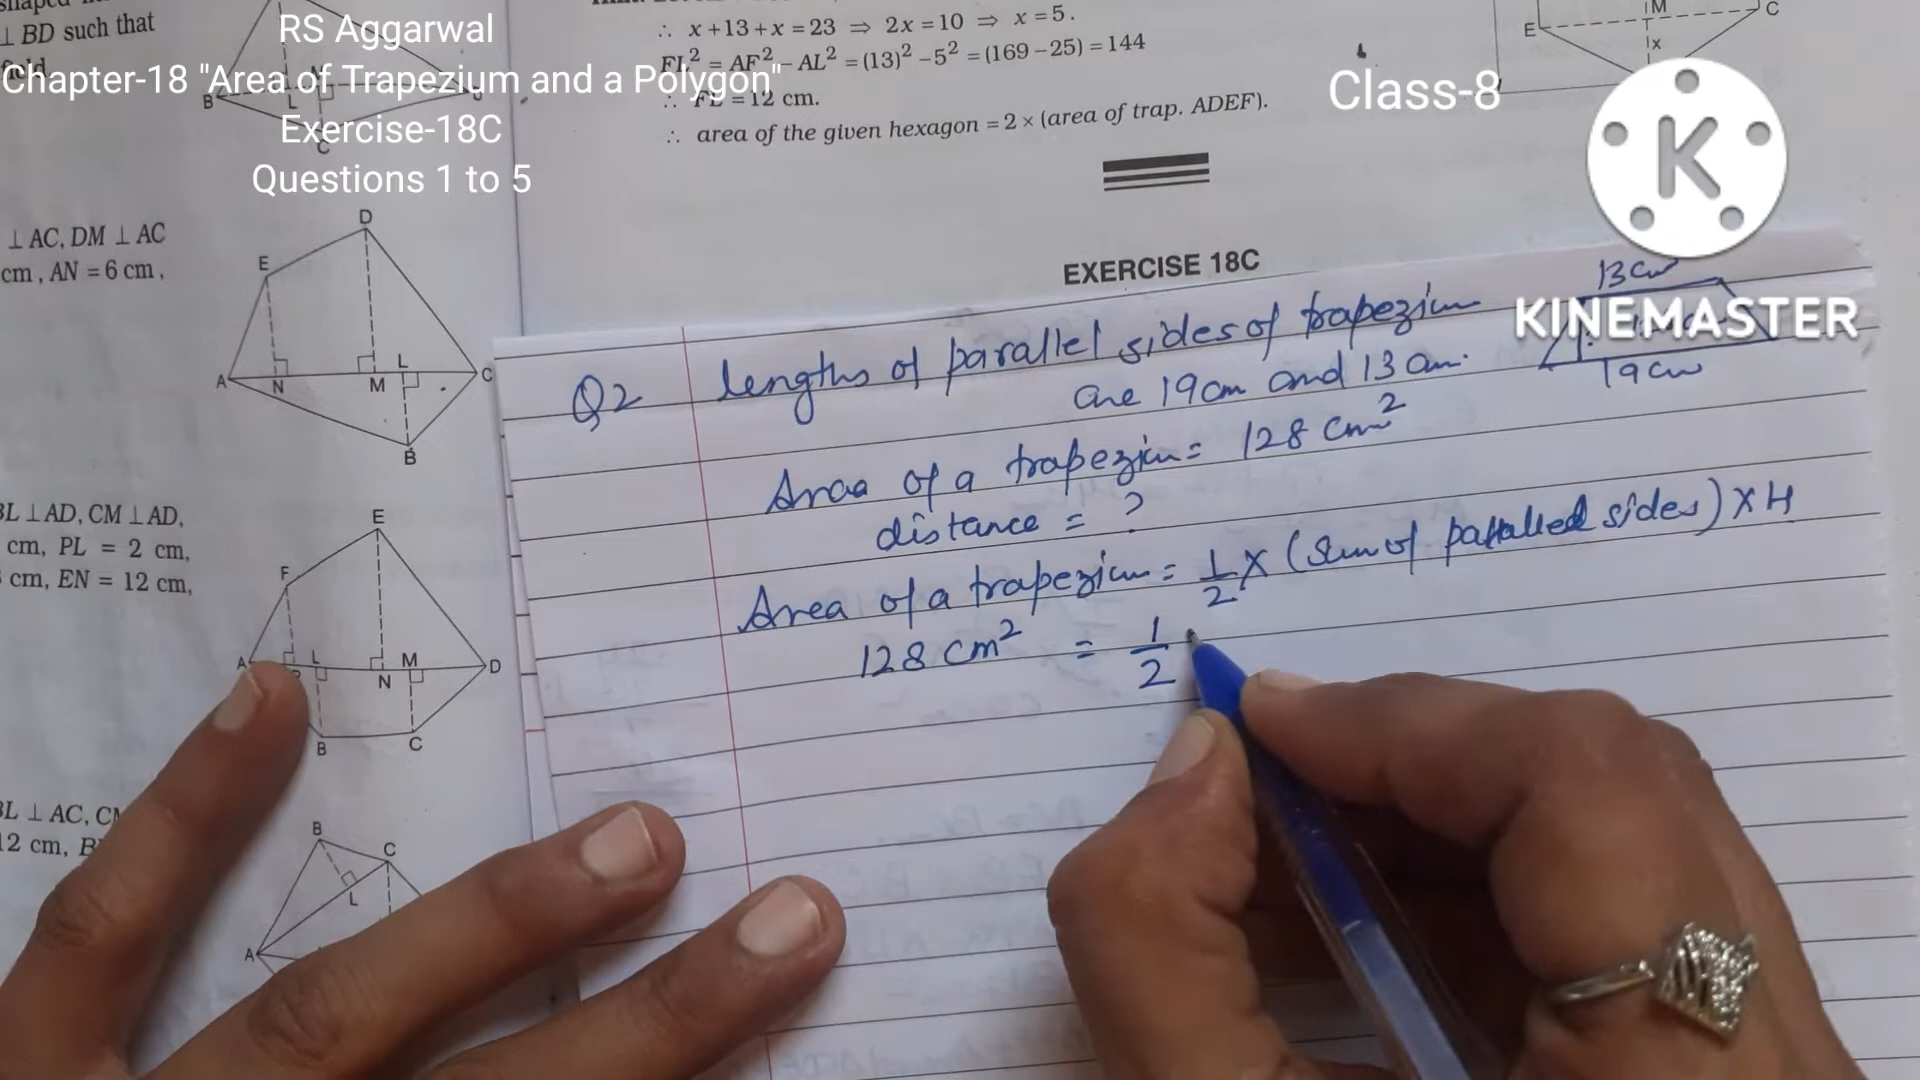 ⊥ BD such that
RS Aggarwal
Chapter-18 "Area of Trapezium and a Polygon"
Exercise-18C
Questions 1 to 5
Class-8
K
KINEMASTER
∴ x+13+x = 23 ⇒ 2x = 10 ⇒ x = 5.
FL² = AF² − AL² = (13)² − 5² = (169 − 25) = 144
∴ = 12 cm.
∴ area of the given hexagon = 2 × (area of trap. ADEF).
E M C
x
B L
C
⊥ AC, DM ⊥ AC
cm, AN = 6 cm,
D
E
A N M L C
B
L ⊥ AD, CM ⊥ AD,
cm, PL = 2 cm,
cm, EN = 12 cm,
E
F
A L N M D
B C
L ⊥ AC,
12 cm,
B C
L
A
EXERCISE 18C
Q2 lengths of parallel sides of trapezium
are 19cm and 13cm.
13cm
19cm
Area of a trapezium = 128 cm²
distance = ?
Area of a trapezium = 1/2 × (Sum of parallel sides) × H
128 cm² = 1/2